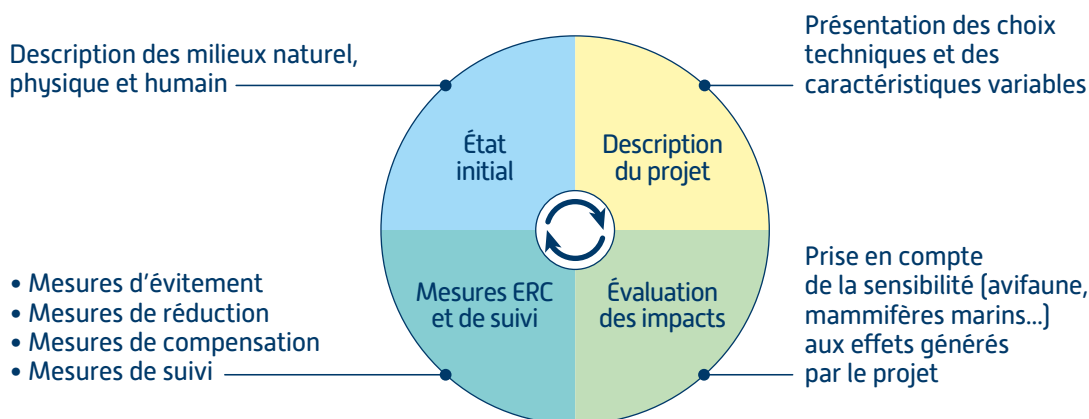 Description des milieux naturel,
physique et humain
Présentation des choix
techniques et des
caractéristiques variables
État
initial
Description
du projet
Mesures ERC
et de suivi
Évaluation
des impacts
• Mesures d'évitement
• Mesures de réduction
• Mesures de compensation
• Mesures de suivi
Prise en compte
de la sensibilité (avifaune,
mammifères marins...)
aux effets générés
par le projet